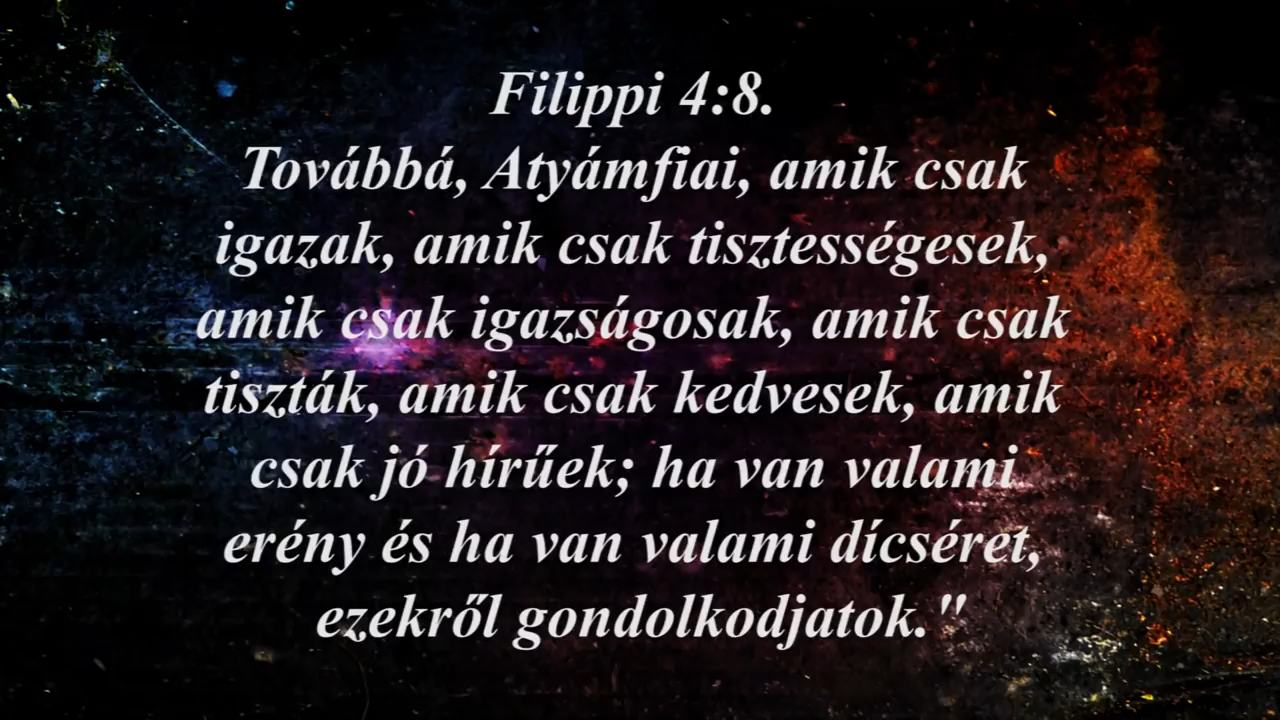 Filippi 4:8.
Továbbá, Atyámfiai, amik csak
igazak, amik csak tisztességesek,
amik csak igazságosak, amik csak
tiszták, amik csak kedvesek, amik
csak jó hírűek; ha van valami
erény és ha van valami dícséret,
ezekről gondolkodjatok."